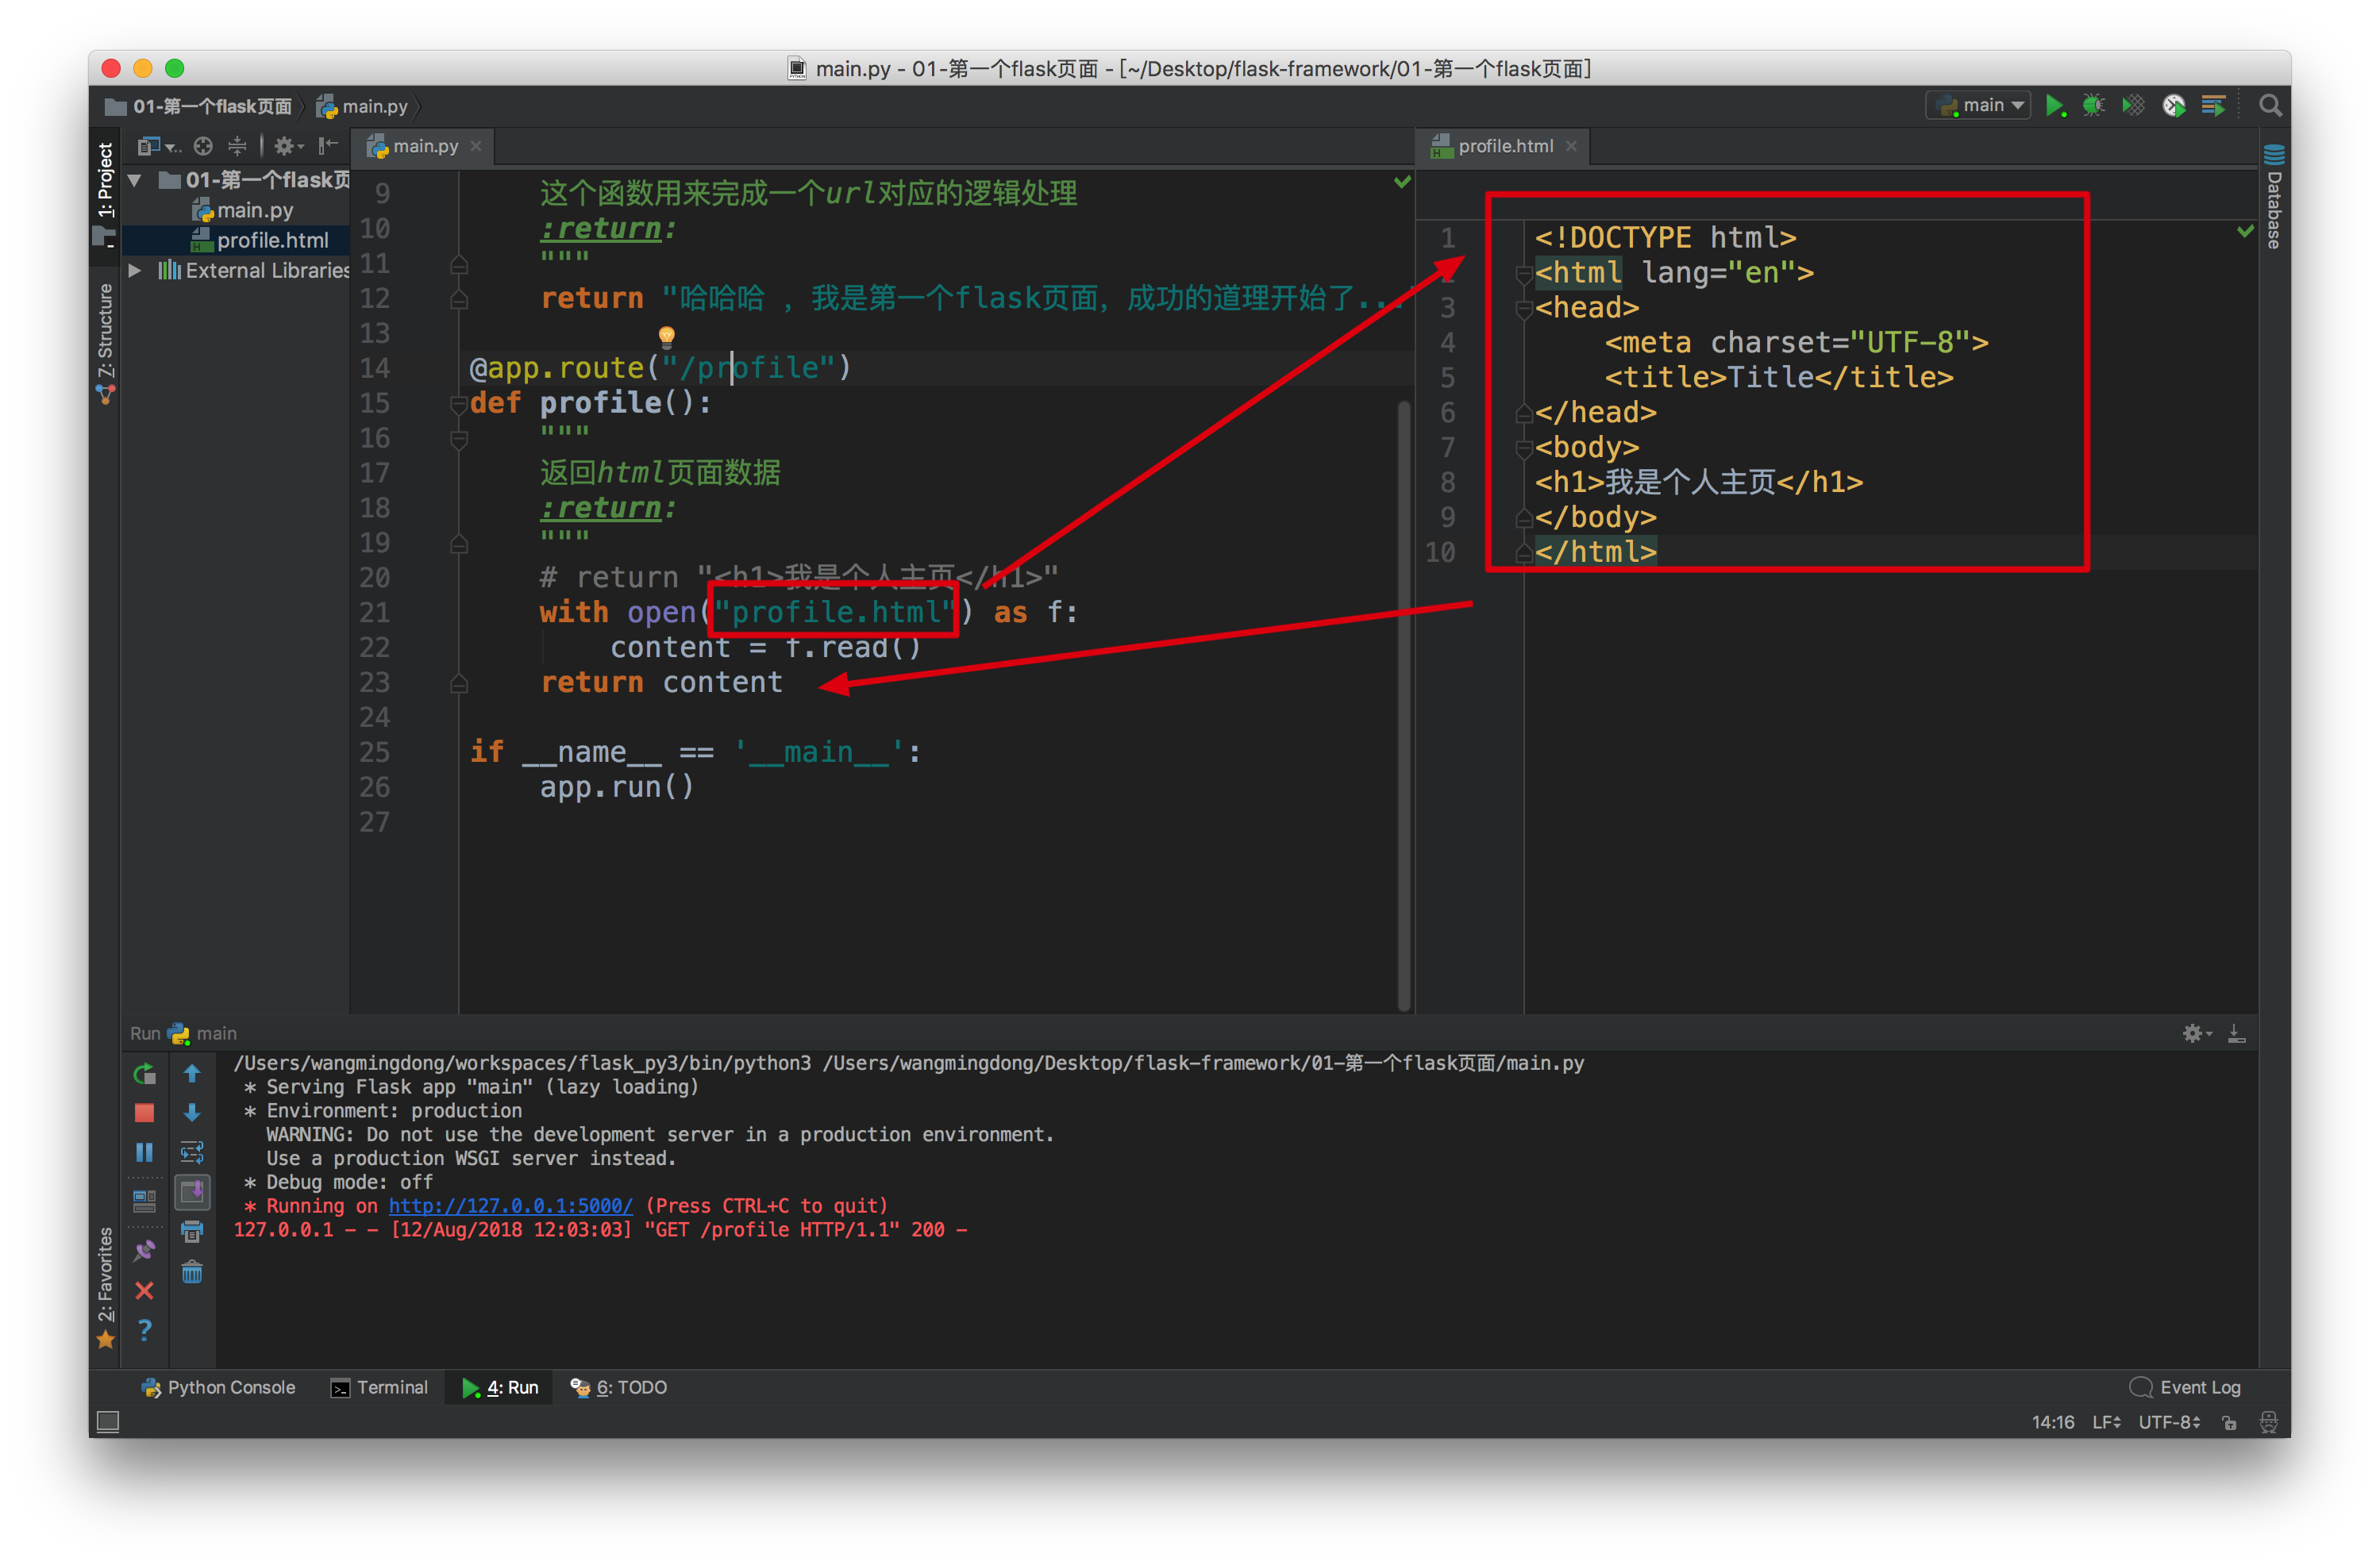 main.py - 01-第一个flask页面 - [~/Desktop/flask-framework/01-第一个flask页面]
01-第一个flask页面
main.py
main
1: Project
7: Structure
2: Favorites
Database
01-第一个flask页
main.py
profile.html
External Libraries
main.py
9 这个函数用来完成一个url对应的逻辑处理
10 :return:
11 """
12 return "哈哈哈 ，我是第一个flask页面，成功的道理开始了...
13
14 @app.route("/profile")
15 def profile():
16 """
17 返回html页面数据
18 :return:
19 """
20 # return "<h1>我是个人主页</h1>"
21 with open("profile.html") as f:
22 content = f.read()
23 return content
24
25 if __name__ == '__main__':
26 app.run()
27
profile.html
1 <!DOCTYPE html>
2 <html lang="en">
3 <head>
4 <meta charset="UTF-8">
5 <title>Title</title>
6 </head>
7 <body>
8 <h1>我是个人主页</h1>
9 </body>
10 </html>
Run main
/Users/wangmingdong/workspaces/flask_py3/bin/python3 /Users/wangmingdong/Desktop/flask-framework/01-第一个flask页面/main.py
* Serving Flask app "main" (lazy loading)
* Environment: production
WARNING: Do not use the development server in a production environment.
Use a production WSGI server instead.
* Debug mode: off
* Running on http://127.0.0.1:5000/ (Press CTRL+C to quit)
127.0.0.1 - - [12/Aug/2018 12:03:03] "GET /profile HTTP/1.1" 200 -
Python Console
Terminal
4: Run
6: TODO
Event Log
14:16
LF
UTF-8